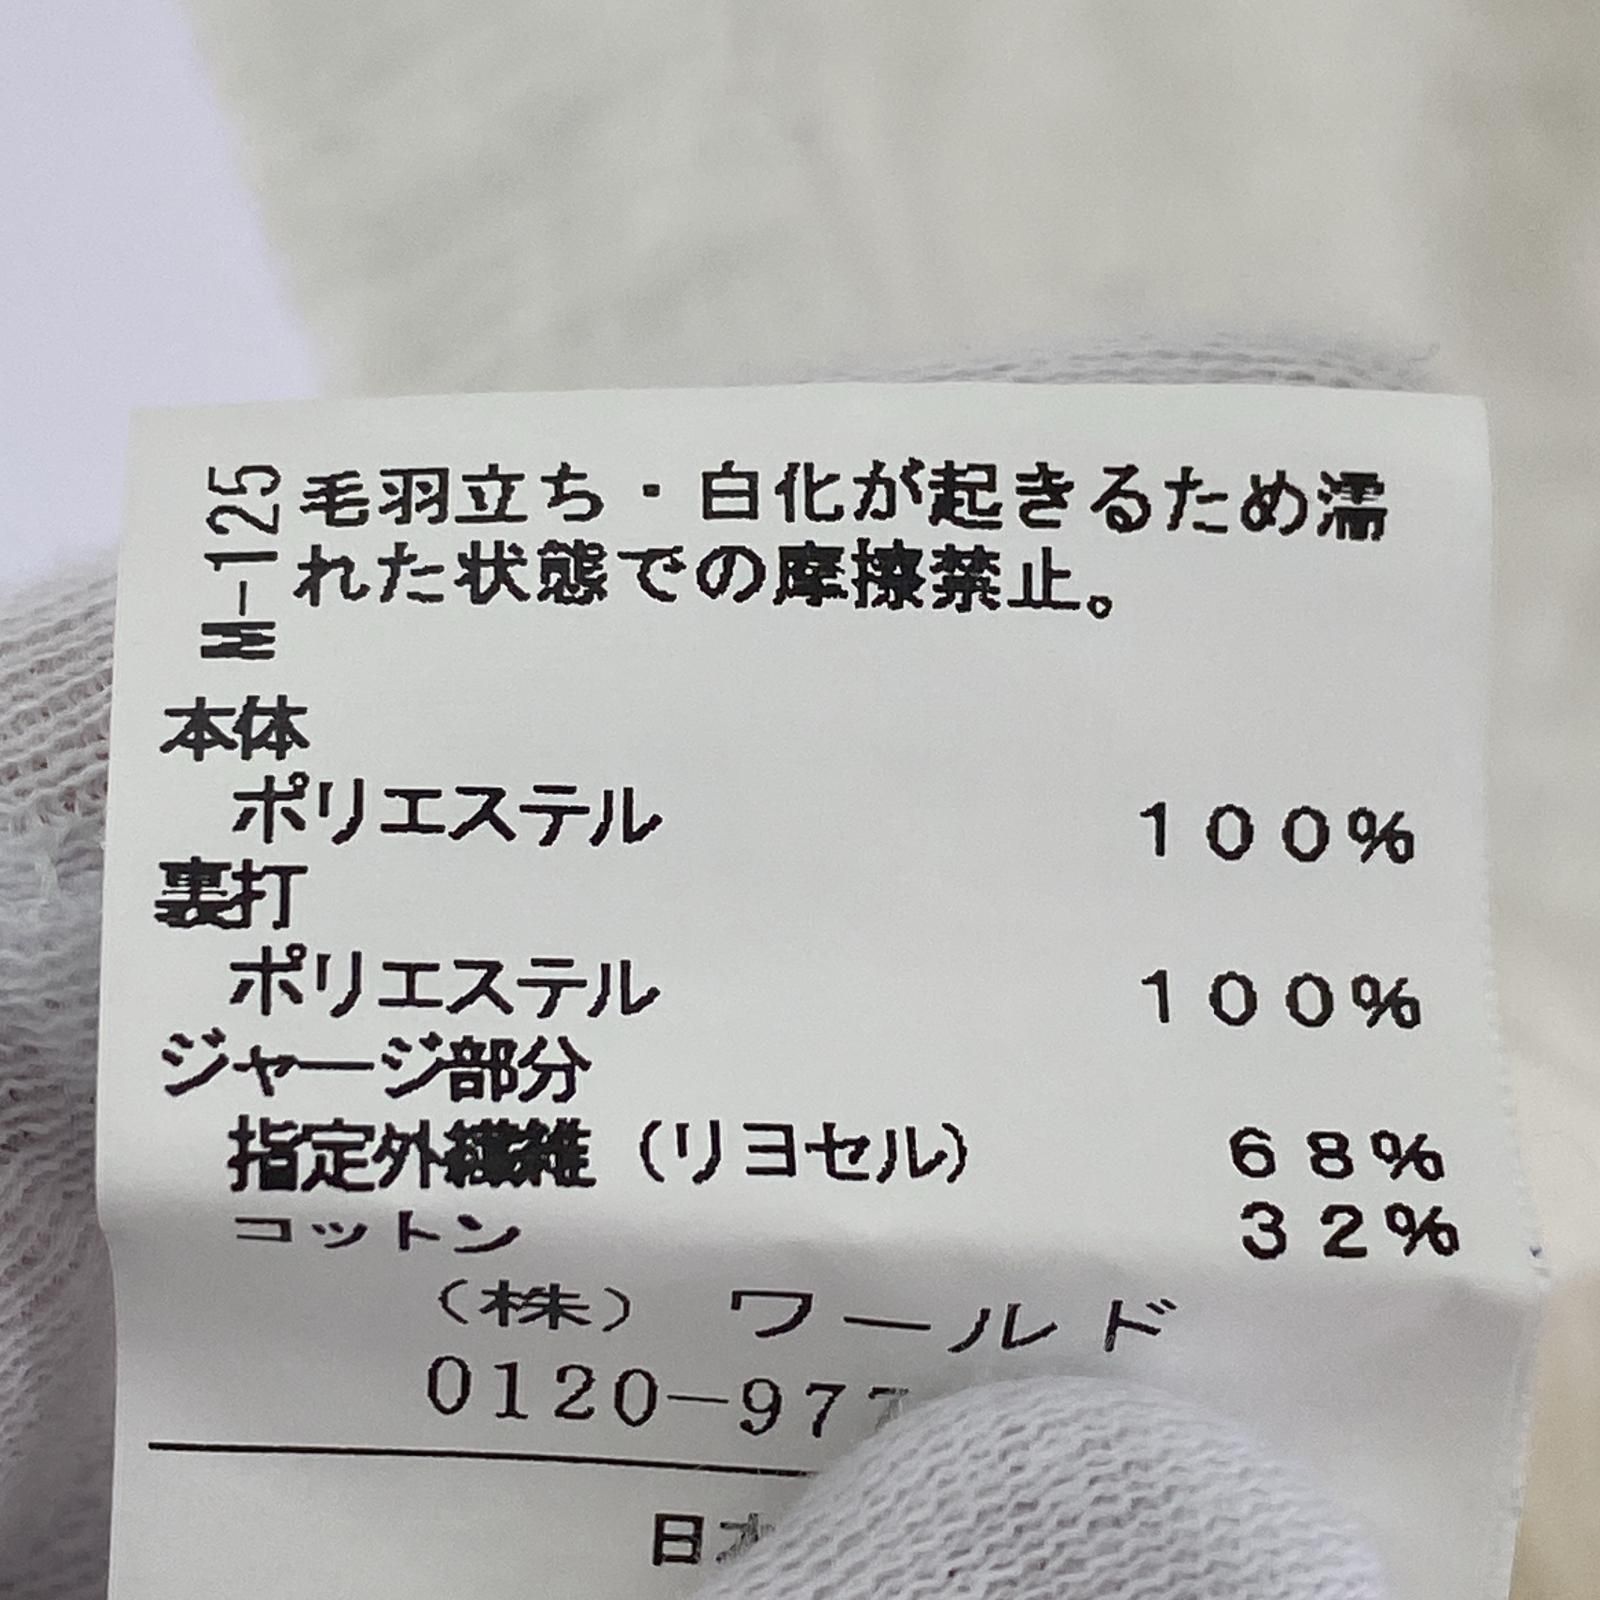 M-125
毛羽立ち・白化が起きるため濡
れた状態での摩擦禁止。
本体
ポリエステル 100%
裏打
ポリエステル 100%
ジャージ部分
指定外繊維(リヨセル) 68%
コットン 32%
(株) ワールド
0120-977
日本